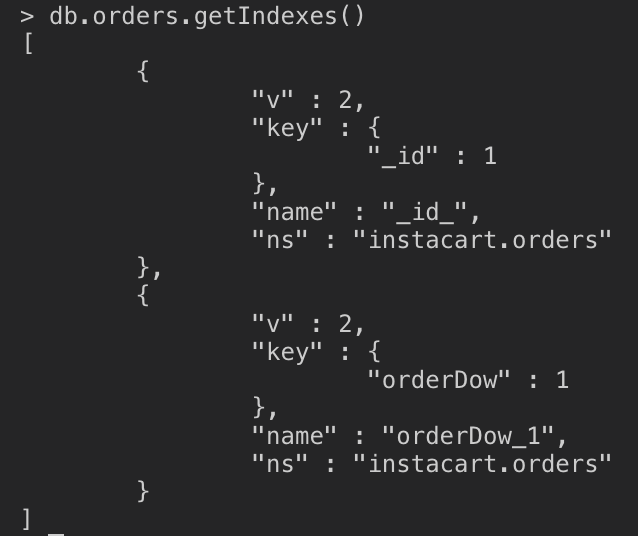 > db.orders.getIndexes()
[
        {
                "v" : 2,
                "key" : {
                        "_id" : 1
                },
                "name" : "_id_",
                "ns" : "instacart.orders"
        },
        {
                "v" : 2,
                "key" : {
                        "orderDow" : 1
                },
                "name" : "orderDow_1",
                "ns" : "instacart.orders"
        }
]